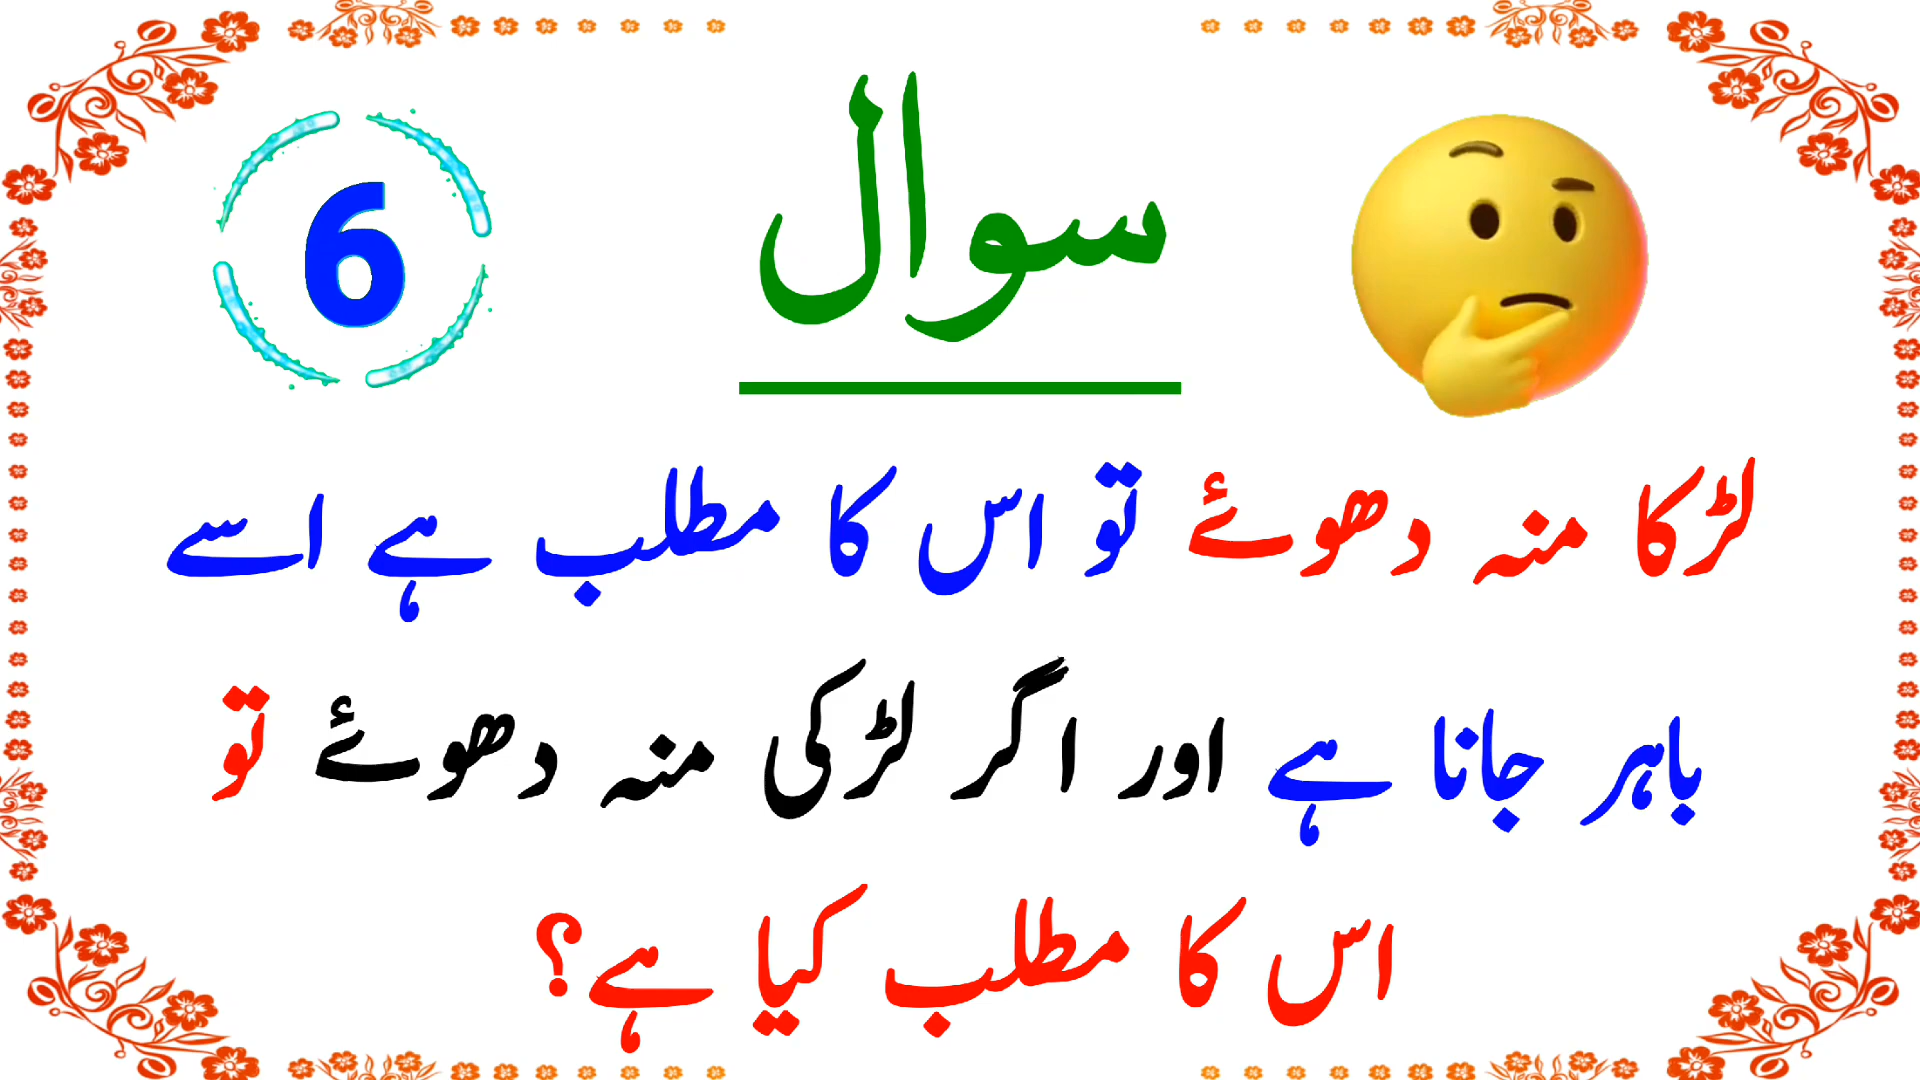 سوال
6
لڑکا منہ دھوئے تو اس کا مطلب ہے اسے
باہر جانا ہے اور اگر لڑکی منہ دھوئے تو
اس کا مطلب کیا ہے؟